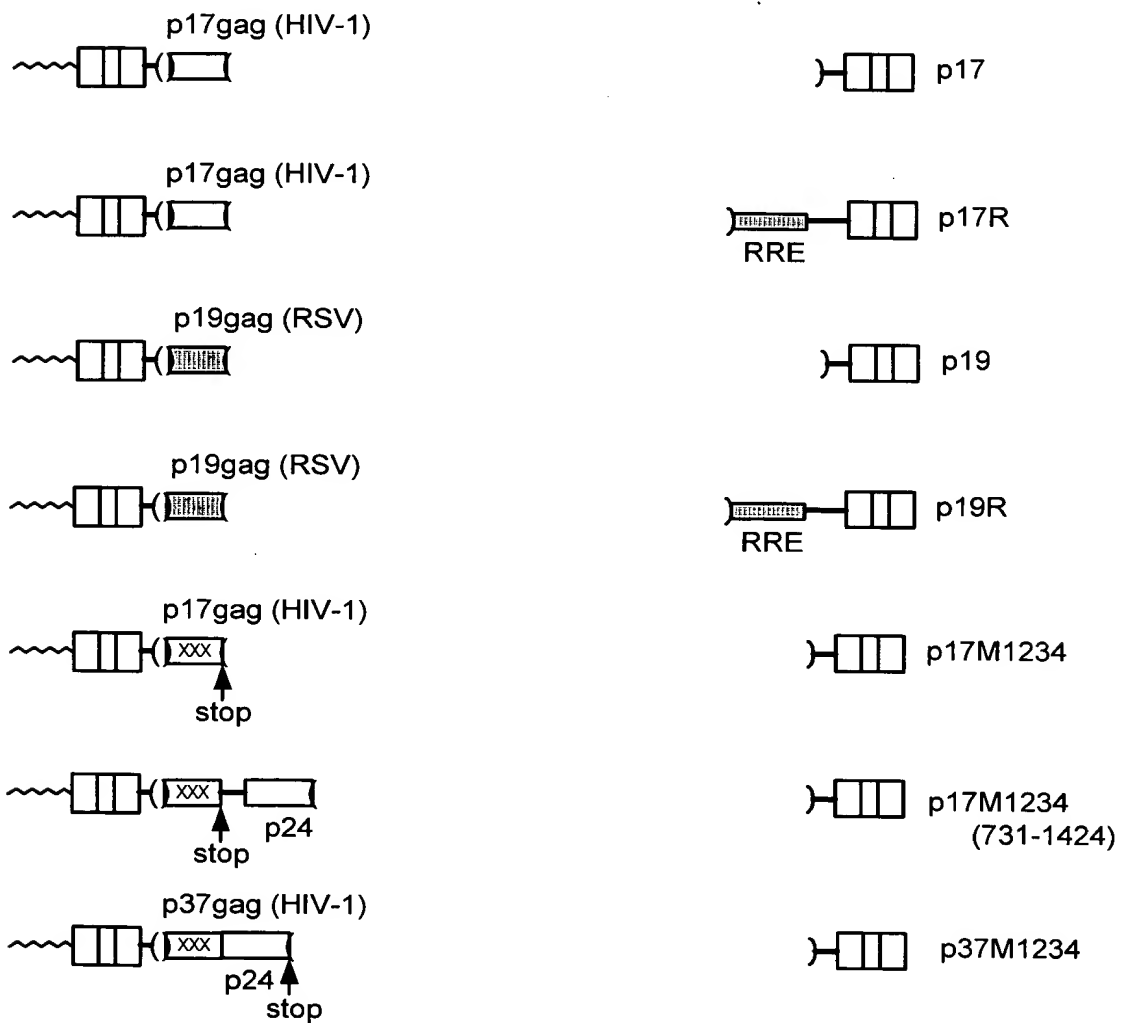 p17gag (HIV-1)
p17
p17gag (HIV-1)
p17R
RRE
p19gag (RSV)
p19
p19gag (RSV)
p19R
RRE
p17gag (HIV-1)
XXX
p17M1234
stop
XXX
p17M1234
p24
(731-1424)
stop
p37gag (HIV-1)
XXX
p37M1234
p24
stop